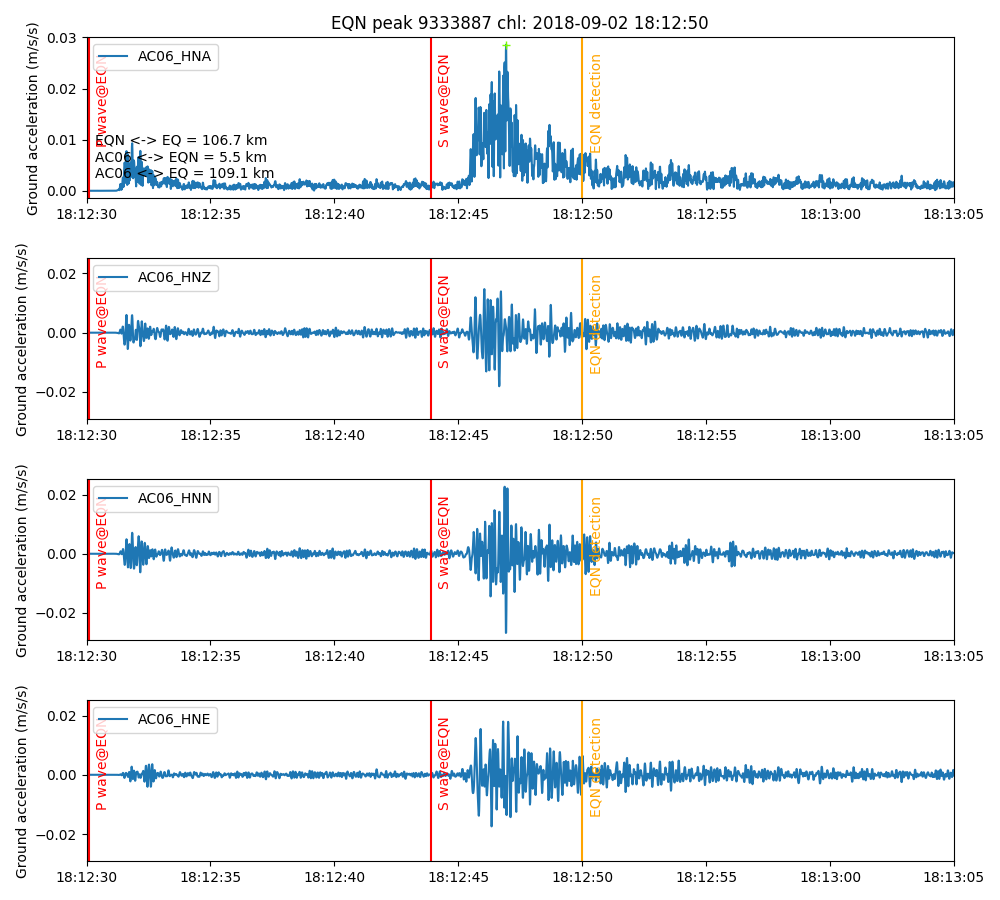 EQN peak 9333887 chl: 2018-09-02 18:12:50
Ground acceleration (m/s/s)
0.03
0.02
0.01
0.00
AC06_HNA
P wave@EQN
S wave@EQN
EQN detection
EQN <-> EQ = 106.7 km
AC06 <-> EQN = 5.5 km
AC06 <-> EQ = 109.1 km
18:12:30 18:12:35 18:12:40 18:12:45 18:12:50 18:12:55 18:13:00 18:13:05
Ground acceleration (m/s/s)
0.02
0.00
−0.02
AC06_HNZ
P wave@EQN
S wave@EQN
EQN detection
18:12:30 18:12:35 18:12:40 18:12:45 18:12:50 18:12:55 18:13:00 18:13:05
Ground acceleration (m/s/s)
0.02
0.00
−0.02
AC06_HNN
P wave@EQN
S wave@EQN
EQN detection
18:12:30 18:12:35 18:12:40 18:12:45 18:12:50 18:12:55 18:13:00 18:13:05
Ground acceleration (m/s/s)
0.02
0.00
−0.02
AC06_HNE
P wave@EQN
S wave@EQN
EQN detection
18:12:30 18:12:35 18:12:40 18:12:45 18:12:50 18:12:55 18:13:00 18:13:05